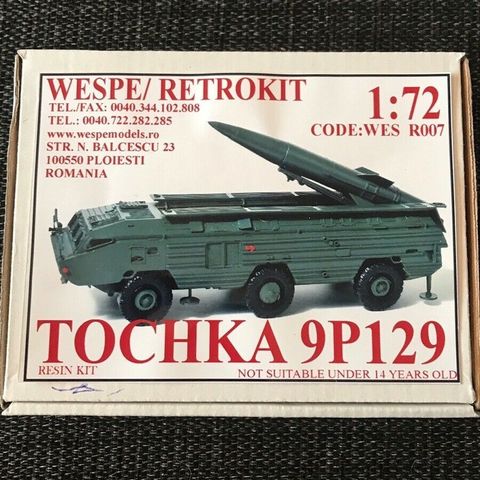 WESPE/ RETROKIT
TEL./FAX: 0040.344.102.808
TEL.: 0040.722.282.285
www.wespemodels.ro
STR. N. BALCESCU 23
100550 PLOIESTI
ROMANIA
1:72
CODE:WES R007
TOCHKA 9P129
RESIN KIT
NOT SUITABLE UNDER 14 YEARS OLD